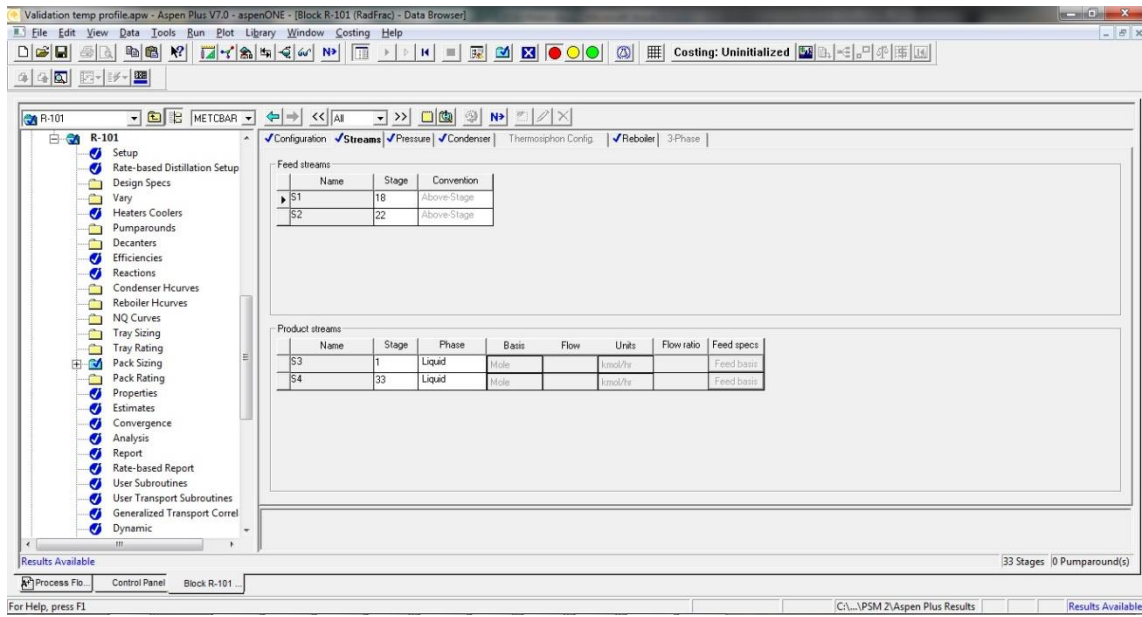 Validation temp profile.apw - Aspen Plus V7.0 - aspenONE - [Block R-101 (RadFrac) - Data Browser]
File Edit View Data Tools Run Plot Library Window Costing Help
Costing: Uninitialized
R-101 METCBAR All
R-101
Setup
Rate-based Distillation Setup
Design Specs
Vary
Heaters Coolers
Pumparounds
Decanters
Efficiencies
Reactions
Condenser Hcurves
Reboiler Hcurves
NQ Curves
Tray Sizing
Tray Rating
Pack Sizing
Pack Rating
Properties
Estimates
Convergence
Analysis
Report
Rate-based Report
User Subroutines
User Transport Subroutines
Generalized Transport Correl
Dynamic
Configuration Streams Pressure Condenser Thermosiphon Config. Reboiler 3-Phase
Feed streams
Name Stage Convention
S1 18 Above-Stage
S2 22 Above-Stage
Product streams
Name Stage Phase Basis Flow Units Flow ratio Feed specs
S3 1 Liquid Mole kmol/hr Feed basis
S4 33 Liquid Mole kmol/hr Feed basis
Results Available 33 Stages 0 Pumparound(s)
Process Flo... Control Panel Block R-101 ...
For Help, press F1 C:\...\PSM 2\Aspen Plus Results Results Available